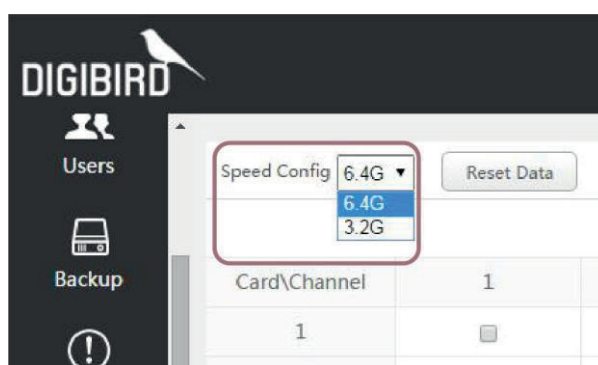 DIGIBIRD
Users
Speed Config 6.4G Reset Data
6.4G
3.2G
Backup
Card\Channel 1
1